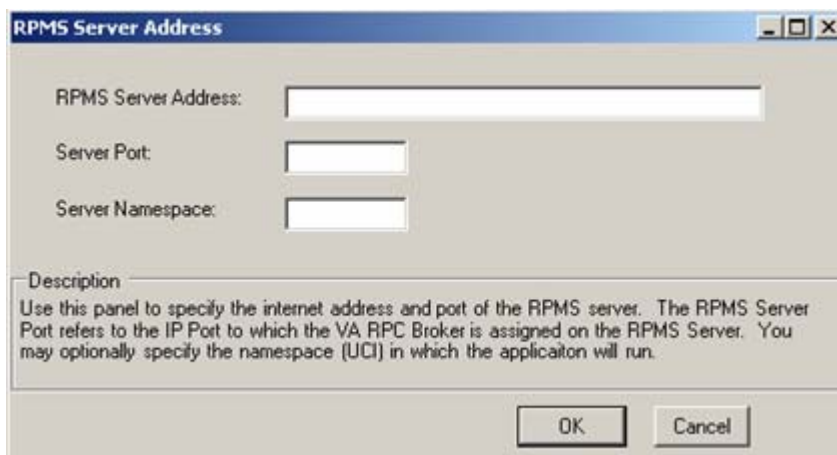 RPMS Server Address
RPMS Server Address:
Server Port:
Server Namespace:
Description
Use this panel to specify the internet address and port of the RPMS server. The RPMS Server
Port refers to the IP Port to which the VA RPC Broker is assigned on the RPMS Server. You
may optionally specify the namespace (UCI) in which the applicaiton will run.
OK
Cancel